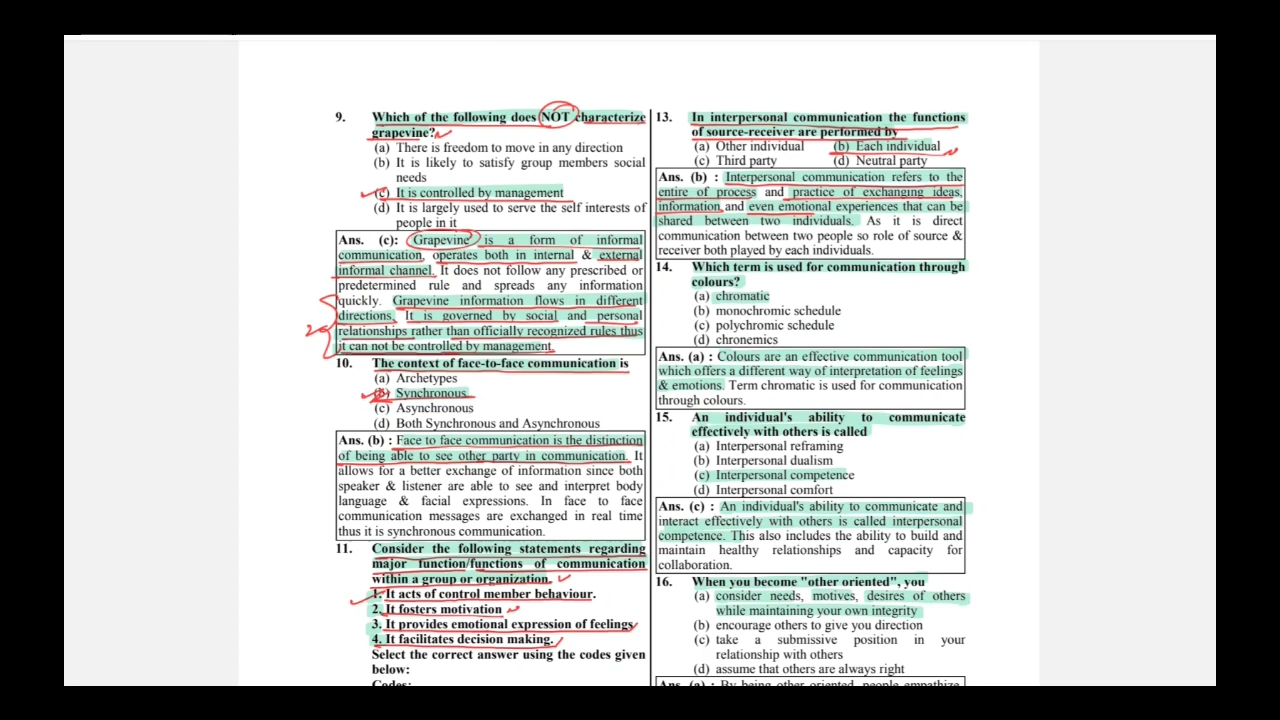 9. Which of the following does NOT characterize
grapevine?
(a) There is freedom to move in any direction
(b) It is likely to satisfy group members social
needs
(c) It is controlled by management
(d) It is largely used to serve the self interests of
people in it
Ans. (c): Grapevine is a form of informal
communication, operates both in internal & external
informal channel. It does not follow any prescribed or
predetermined rule and spreads any information
quickly. Grapevine information flows in different
directions. It is governed by social and personal
relationships rather than officially recognized rules thus
it can not be controlled by management.
10. The context of face-to-face communication is
(a) Archetypes
(b) Synchronous
(c) Asynchronous
(d) Both Synchronous and Asynchronous
Ans. (b) : Face to face communication is the distinction
of being able to see other party in communication. It
allows for a better exchange of information since both
speaker & listener are able to see and interpret body
language & facial expressions. In face to face
communication messages are exchanged in real time
thus it is synchronous communication.
11. Consider the following statements regarding
major function/functions of communication
within a group or organization.
1. It acts of control member behaviour.
2. It fosters motivation
3. It provides emotional expression of feelings
4. It facilitates decision making.
Select the correct answer using the codes given
below:
Codes:
13. In interpersonal communication the functions
of source-receiver are performed by
(a) Other individual (b) Each individual
(c) Third party (d) Neutral party
Ans. (b) : Interpersonal communication refers to the
entire of process and practice of exchanging ideas,
information and even emotional experiences that can be
shared between two individuals. As it is direct
communication between two people so role of source &
receiver both played by each individuals.
14. Which term is used for communication through
colours?
(a) chromatic
(b) monochromic schedule
(c) polychromic schedule
(d) chronemics
Ans. (a) : Colours are an effective communication tool
which offers a different way of interpretation of feelings
& emotions. Term chromatic is used for communication
through colours.
15. An individual's ability to communicate
effectively with others is called
(a) Interpersonal reframing
(b) Interpersonal dualism
(c) Interpersonal competence
(d) Interpersonal comfort
Ans. (c) : An individual's ability to communicate and
interact effectively with others is called interpersonal
competence. This also includes the ability to build and
maintain healthy relationships and capacity for
collaboration.
16. When you become "other oriented", you
(a) consider needs, motives, desires of others
while maintaining your own integrity
(b) encourage others to give you direction
(c) take a submissive position in your
relationship with others
(d) assume that others are always right
Ans. (a) : By being other oriented, people empathize